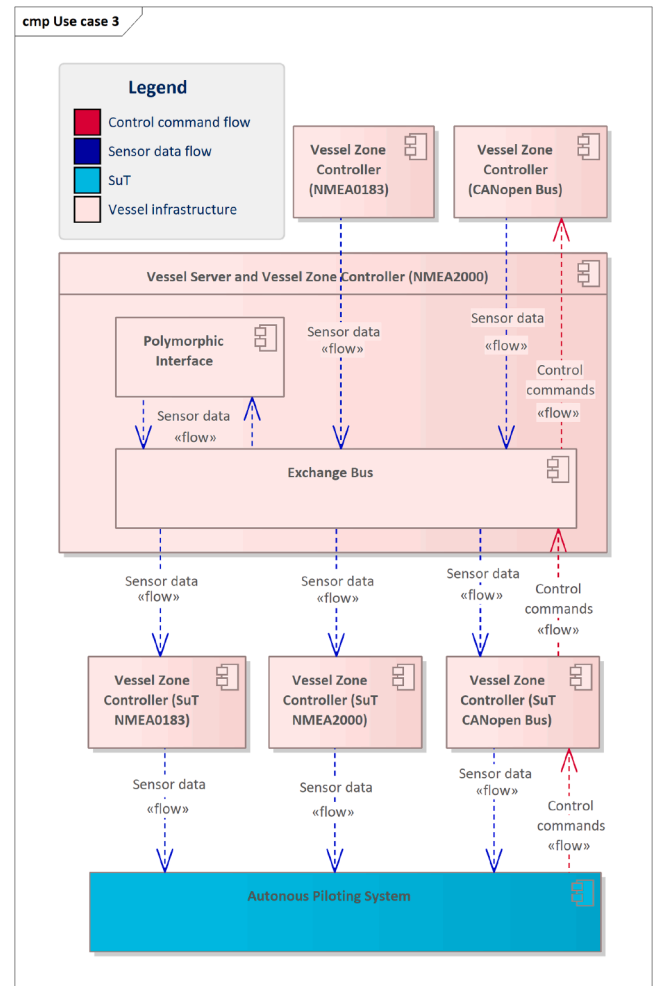 cmp Use case 3
Legend
Control command flow
Sensor data flow
SuT
Vessel infrastructure
Vessel Zone
Controller
(NMEA0183)
Vessel Zone
Controller
(CANopen Bus)
Vessel Server and Vessel Zone Controller (NMEA2000)
Polymorphic
Interface
Sensor data
«flow»
Sensor data
«flow»
Sensor data
«flow»
Control
commands
«flow»
Exchange Bus
Sensor data
«flow»
Sensor data
«flow»
Sensor data
«flow»
Control
commands
«flow»
Vessel Zone
Controller (SuT
NMEA0183)
Vessel Zone
Controller (SuT
NMEA2000)
Vessel Zone
Controller (SuT
CANopen Bus)
Sensor data
«flow»
Sensor data
«flow»
Sensor data
«flow»
Control
commands
«flow»
Autonous Piloting System